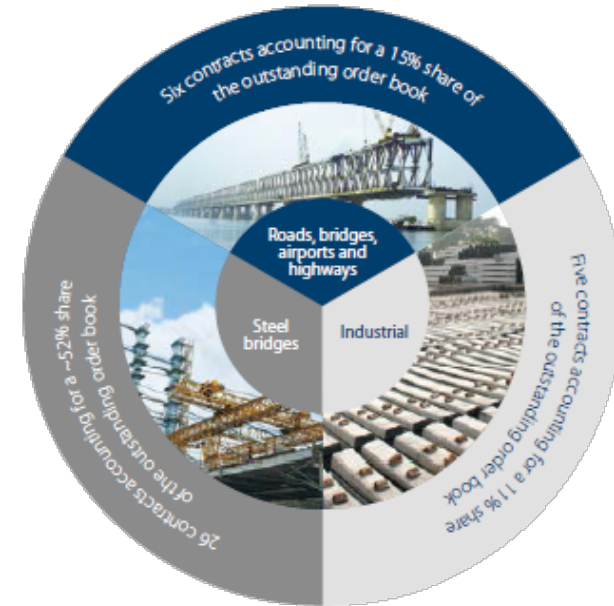 Six contracts accounting for a 15% share of
the outstanding order book
Roads, bridges,
airports and
highways
Steel
bridges
Industrial
26 contracts accounting for a ~52% share
of the outstanding order book
Five contracts accounting for a 11% share
of the outstanding order book